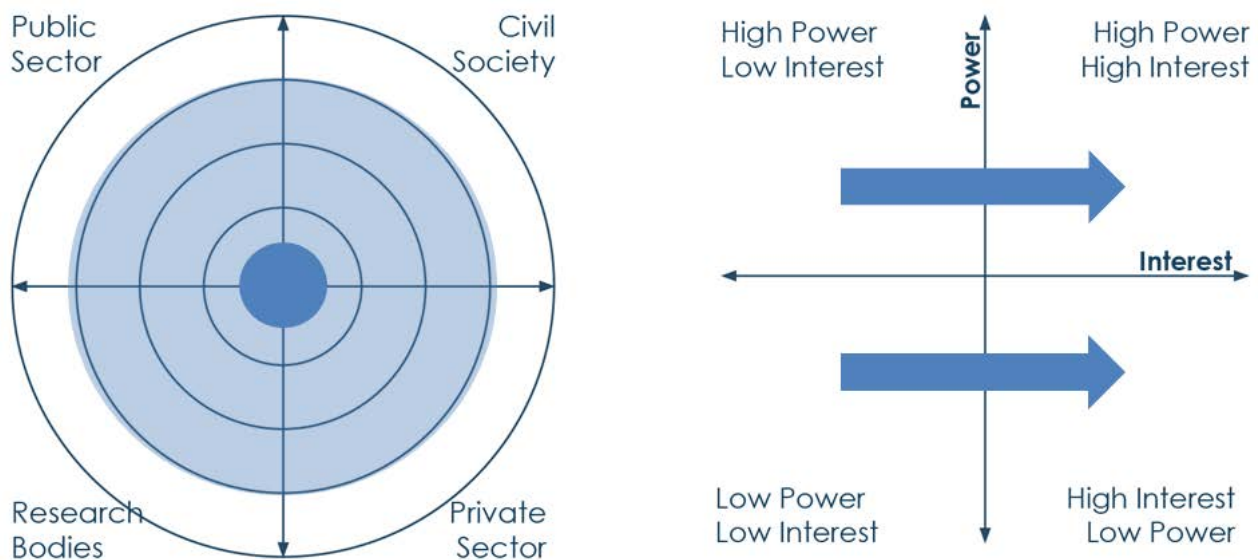 Public
Sector
Civil
Society
Research
Bodies
Private
Sector
High Power
Low Interest
Power
High Power
High Interest
Interest
Low Power
Low Interest
High Interest
Low Power